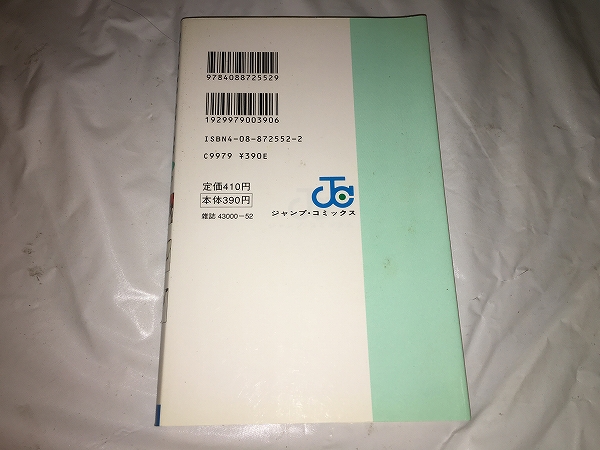 9784088725529
1929979003906
ISBN4-08-872552-2
C9979 ¥390E
定価410円
本体390円
雑誌 43000-52
JC
ジャンプ・コミックス